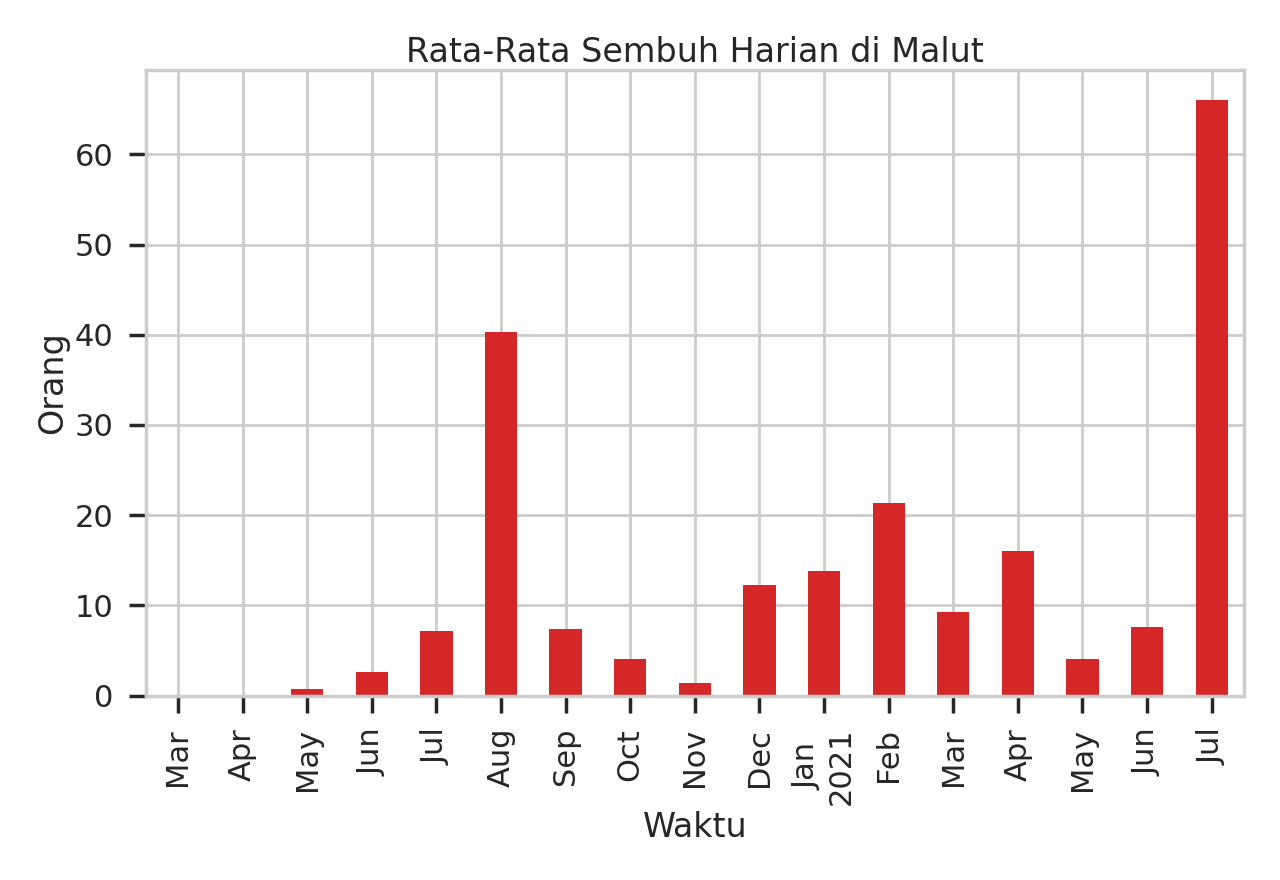 Rata-Rata Sembuh Harian di Malut
60
50
40
30
20
10
0
Orang
Mar
Apr
May
Jun
Jul
Aug
Sep
Oct
Nov
Dec
Jan
2021
Feb
Mar
Apr
May
Jun
Jul
Waktu